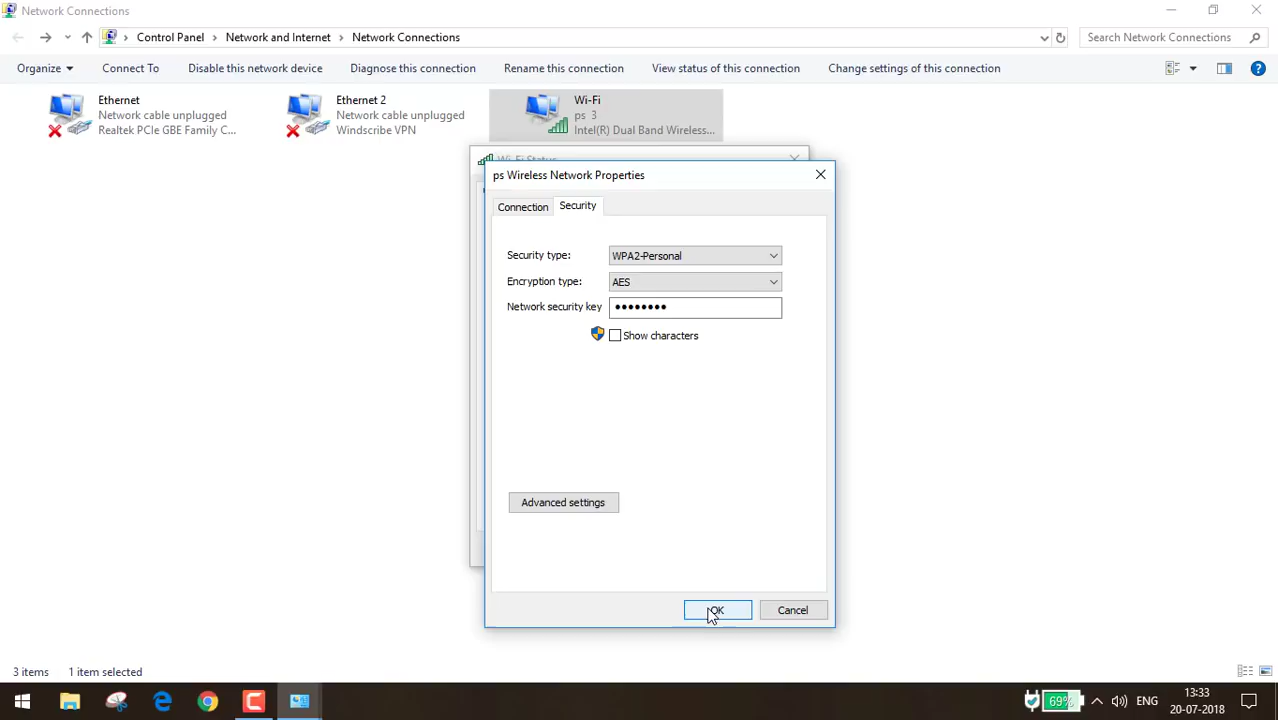 Network Connections
Control Panel > Network and Internet > Network Connections
Search Network Connections
Organize
Connect To
Disable this network device
Diagnose this connection
Rename this connection
View status of this connection
Change settings of this connection
Ethernet
Network cable unplugged
Realtek PCIe GBE Family C...
Ethernet 2
Network cable unplugged
Windscribe VPN
Wi-Fi
ps 3
Intel(R) Dual Band Wireless...
Wi-Fi Status
ps Wireless Network Properties
Connection
Security
Security type:
WPA2-Personal
Encryption type:
AES
Network security key
••••••••
Show characters
Advanced settings
OK
Cancel
3 items
1 item selected
69%
ENG
13:33
20-07-2018